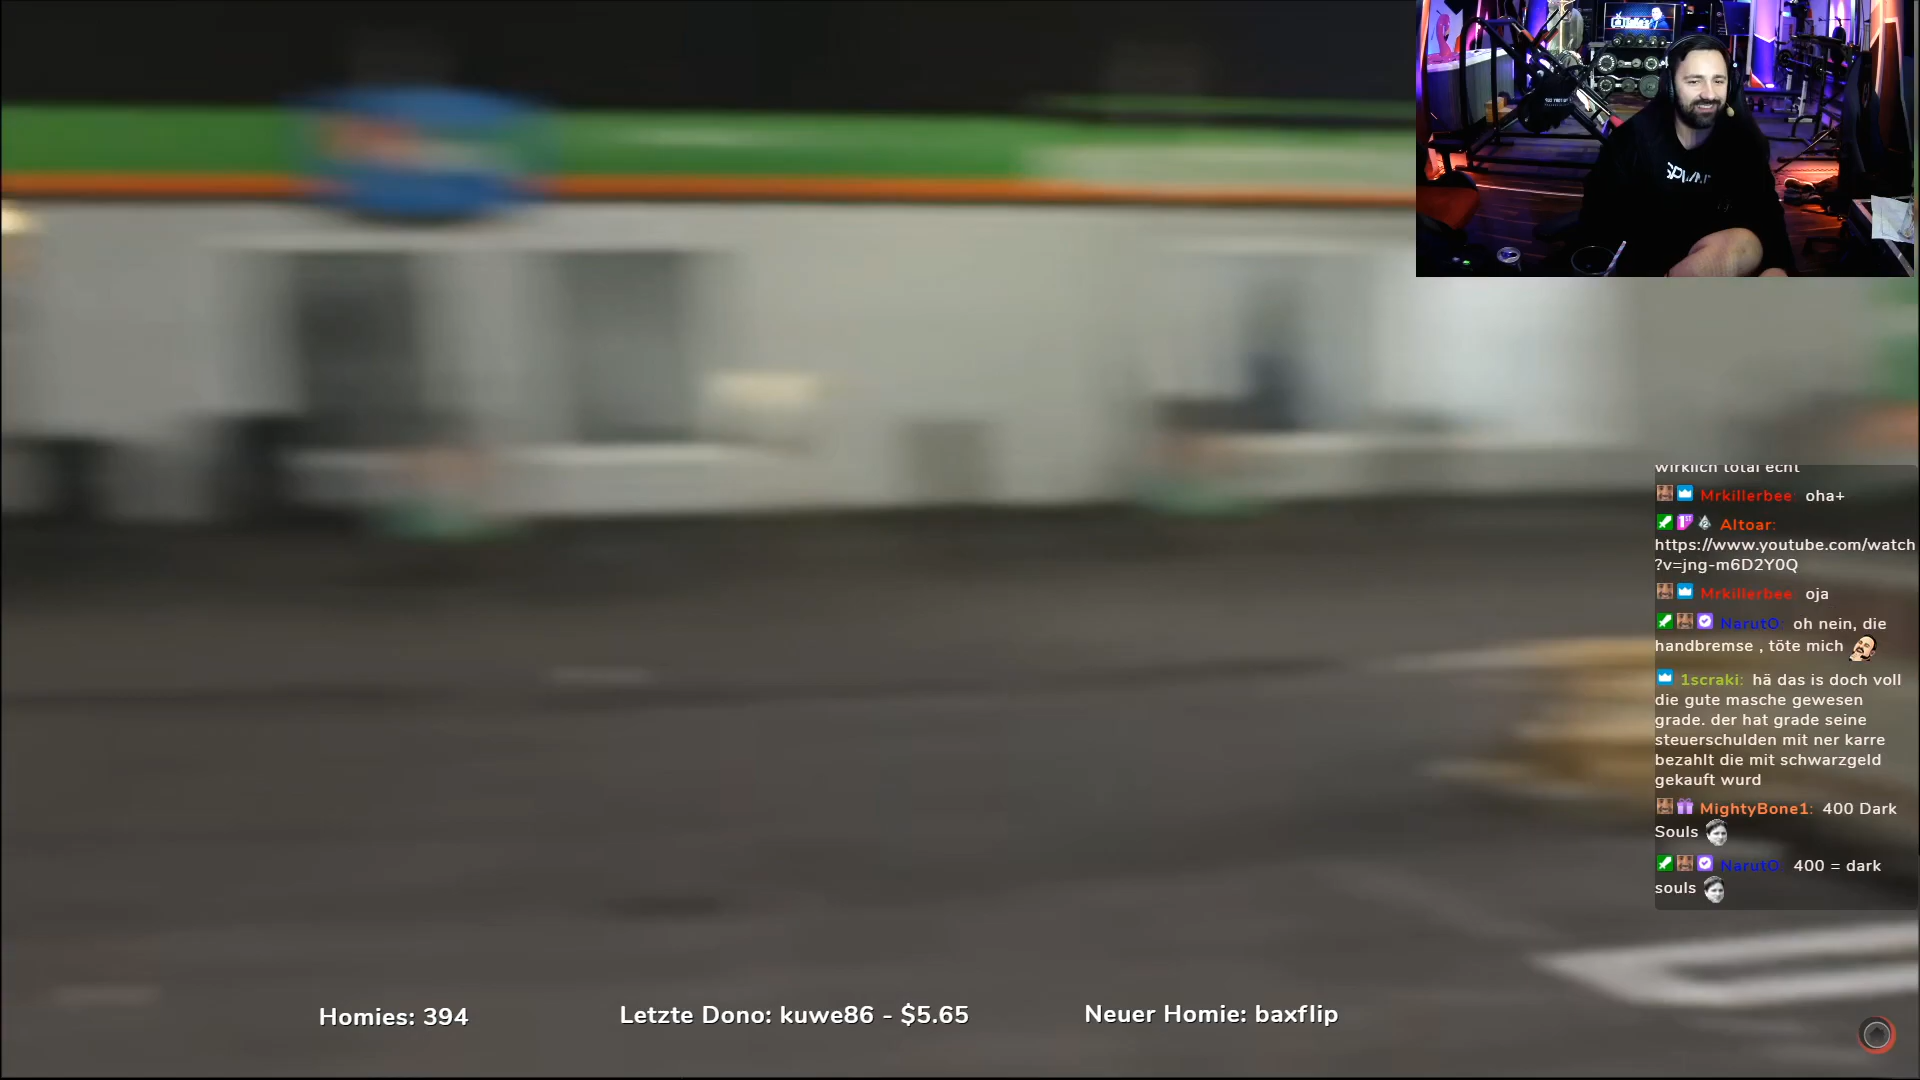 wirklich total echt
Mrkillerbee: oha+
Altoar:
https://www.youtube.com/watch
?v=jng-m6D2Y0Q
Mrkillerbee: oja
NarutO: oh nein, die
handbremse , töte mich
1scraki: hä das is doch voll
die gute masche gewesen
grade. der hat grade seine
steuerschulden mit ner karre
bezahlt die mit schwarzgeld
gekauft wurd
MightyBone1: 400 Dark
Souls
NarutO: 400 = dark
souls
Homies: 394
Letzte Dono: kuwe86 - $5.65
Neuer Homie: baxflip